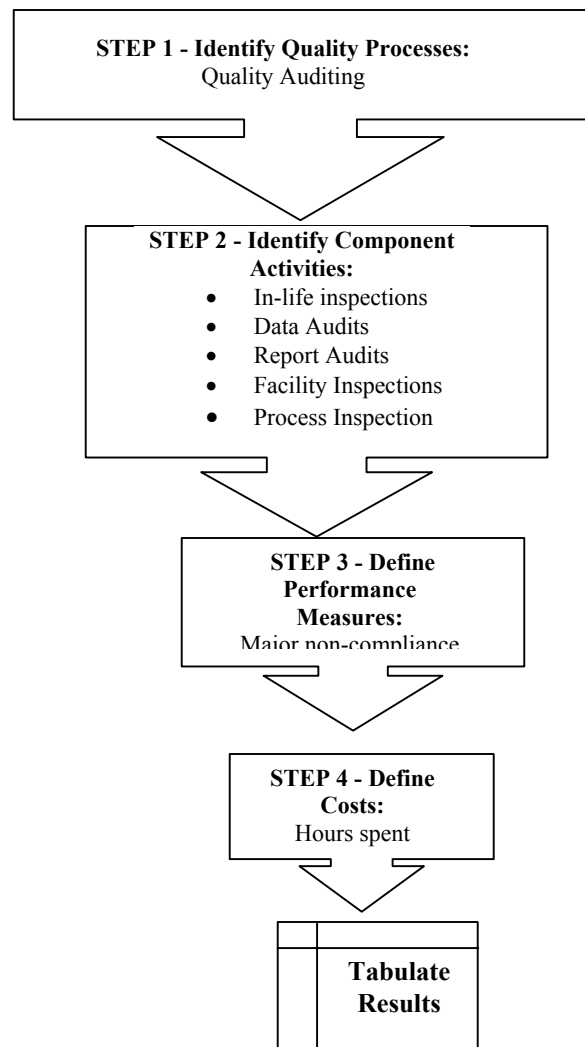 STEP 1 - Identify Quality Processes:
Quality Auditing
STEP 2 - Identify Component
Activities:
• In-life inspections
• Data Audits
• Report Audits
• Facility Inspections
• Process Inspection
STEP 3 - Define
Performance
Measures:
Major non-compliance
STEP 4 - Define
Costs:
Hours spent
Tabulate
Results